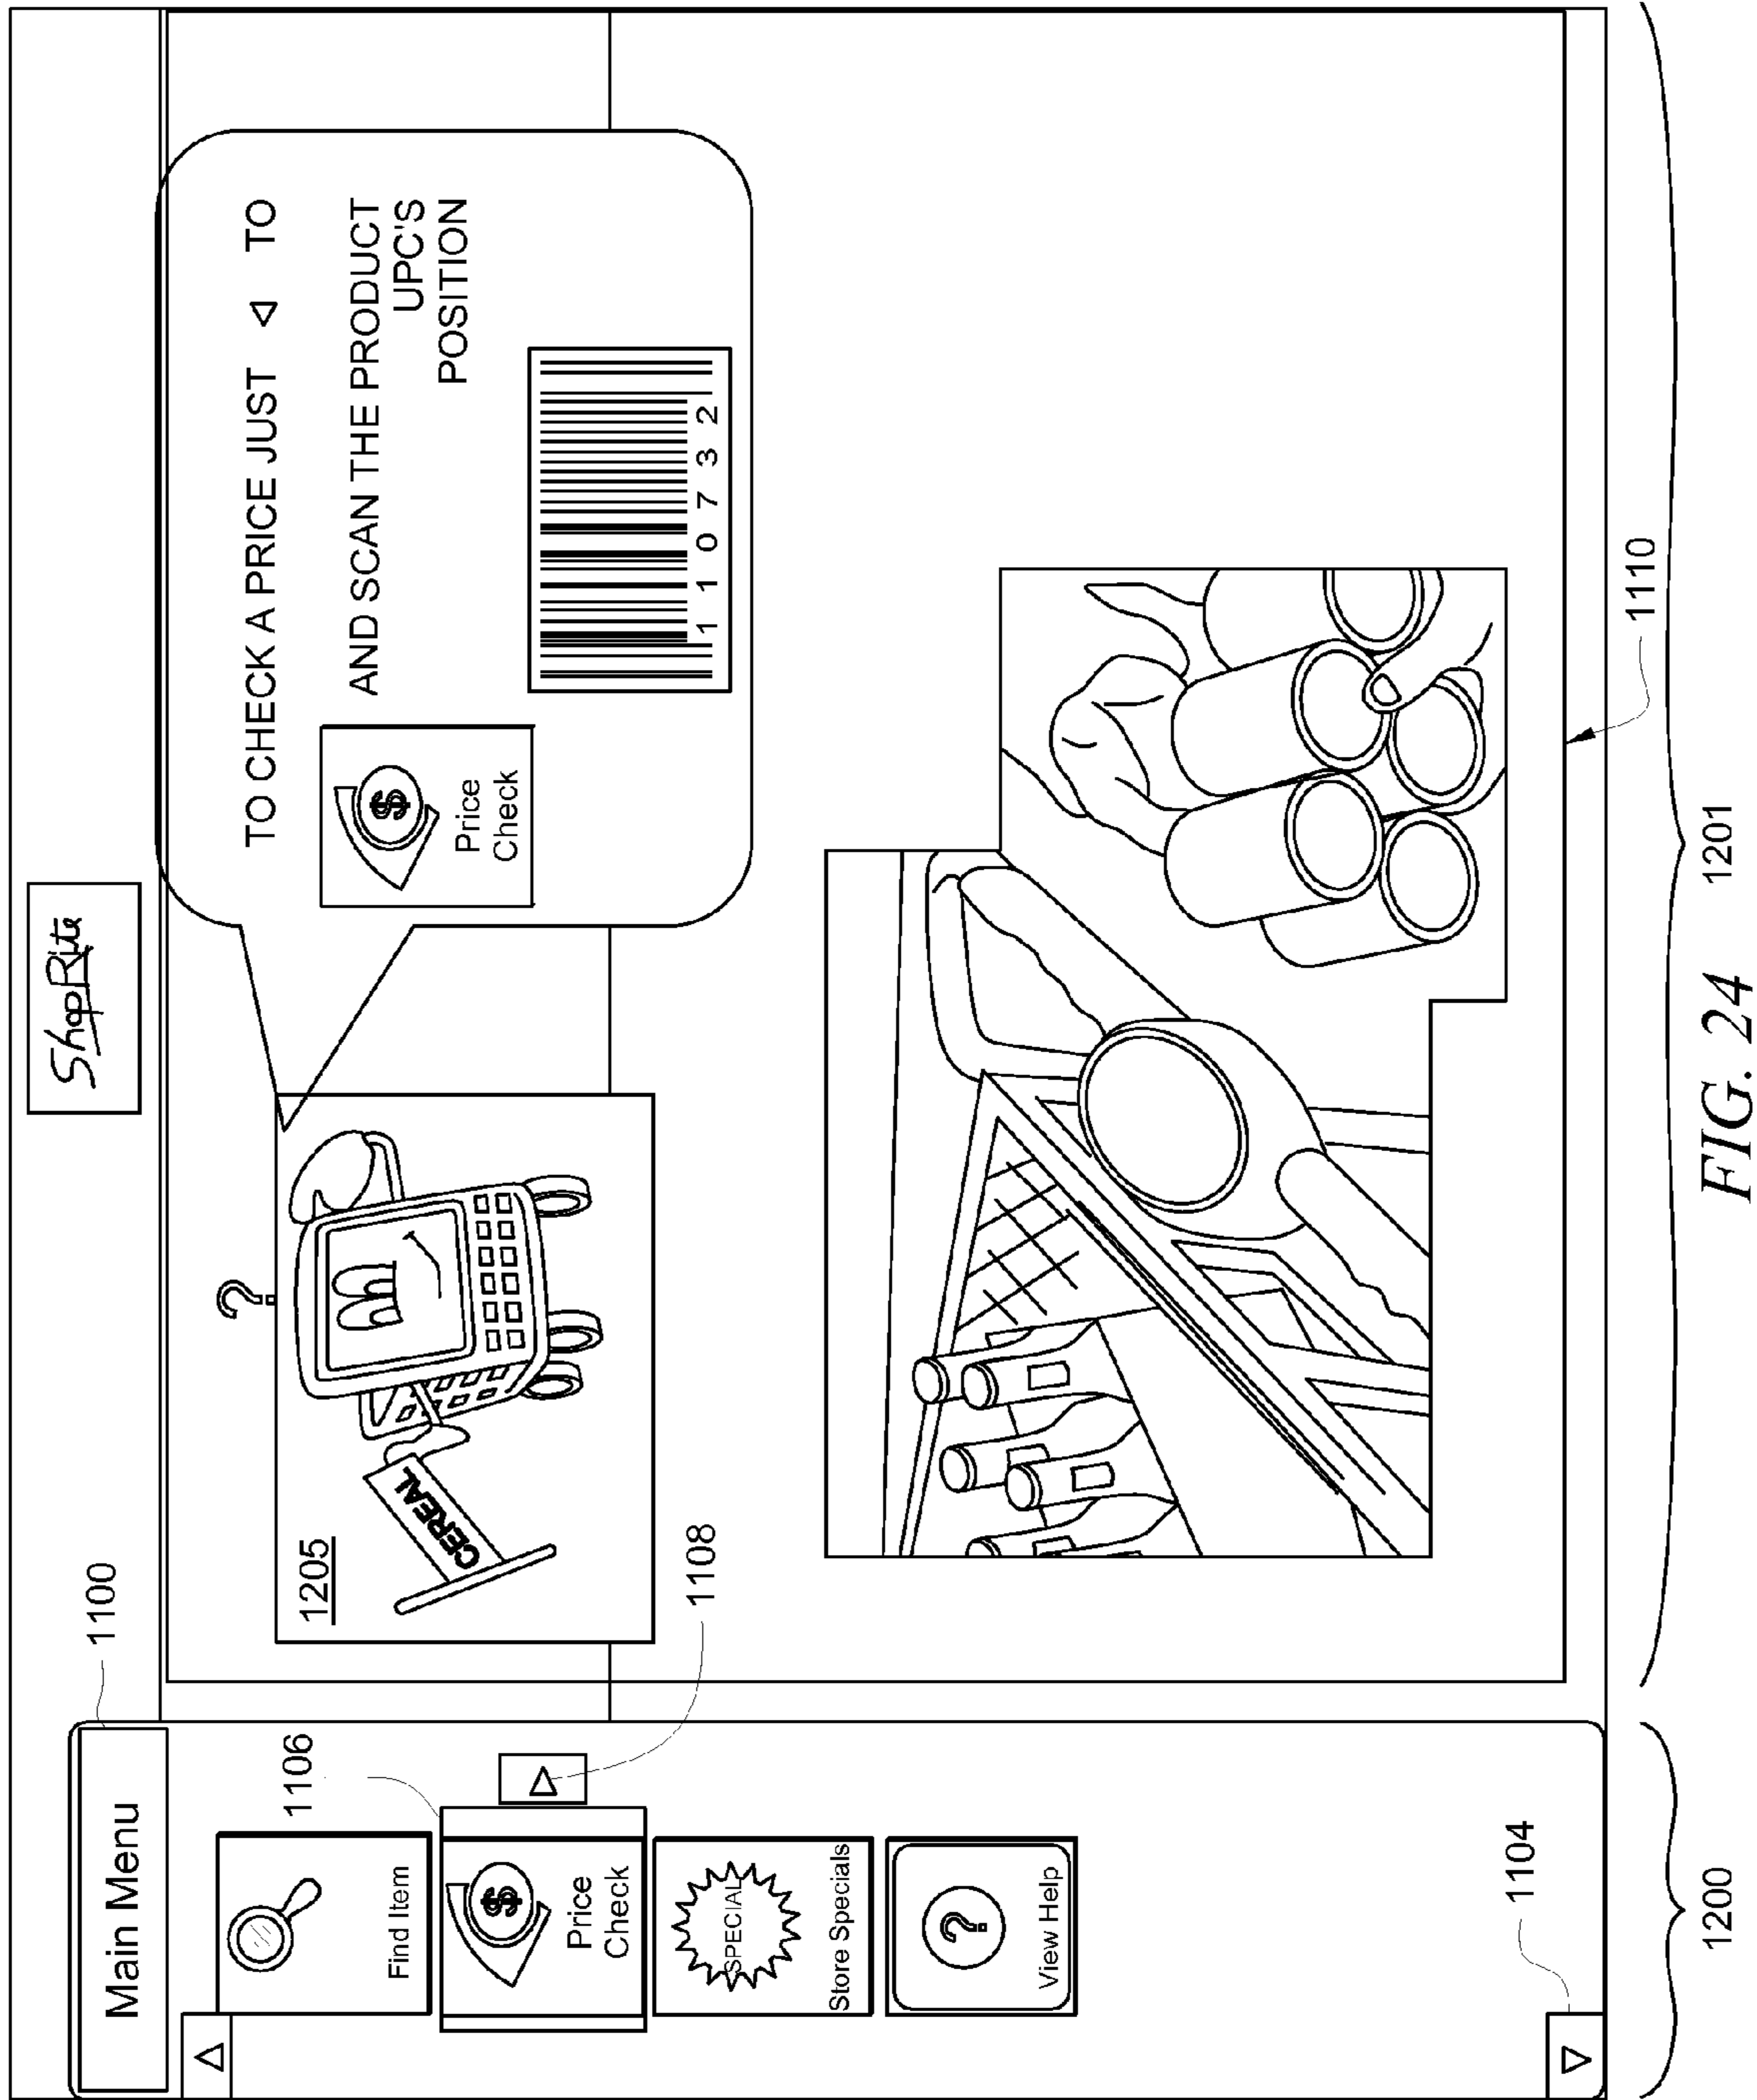 ShopRite
1100
Main Menu
Find Item
1106
Price
Check
1108
SPECIAL
Store Specials
?
View Help
1104
1200
?
1205
CEREAL
TO CHECK A PRICE JUST ◁ TO
$
Price
Check
AND SCAN THE PRODUCT
UPC'S
POSITION
1 1 0 7 3 2
$
1110
1201
FIG. 24